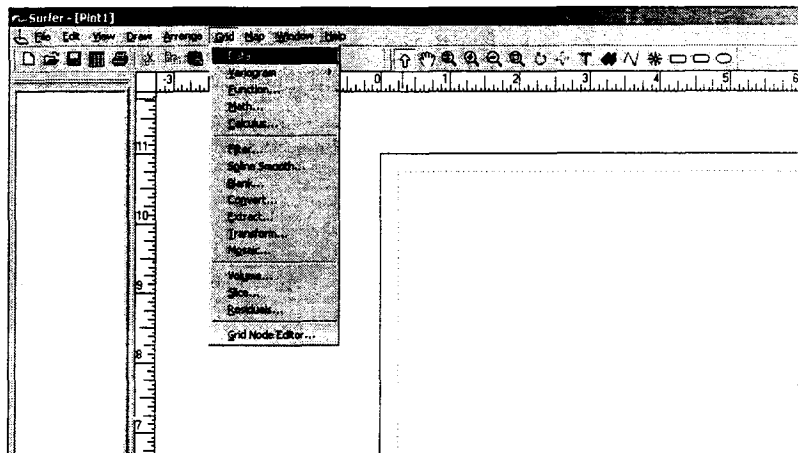 Surfer - [Plot1]
File Edit View Draw Arrange Grid Map Window Help
Variogram
Function...
Math...
Calculus...
Filter...
Spline Smooth...
Blank...
Convert...
Extract...
Transform...
Mosaic...
Volume...
Slice...
Residuals...
Grid Node Editor...
3 0 1 2 3 4 5 6
11
10
9
8
7